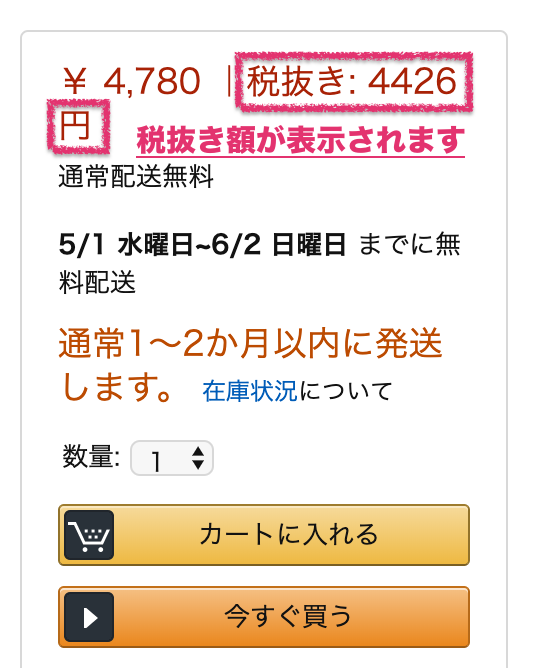 ￥ 4,780 | 税抜き: 4426
円
税抜き額が表示されます
通常配送無料
5/1 水曜日~6/2 日曜日 までに無
料配送
通常1〜2か月以内に発送
します。 在庫状況について
数量: 1
カートに入れる
今すぐ買う